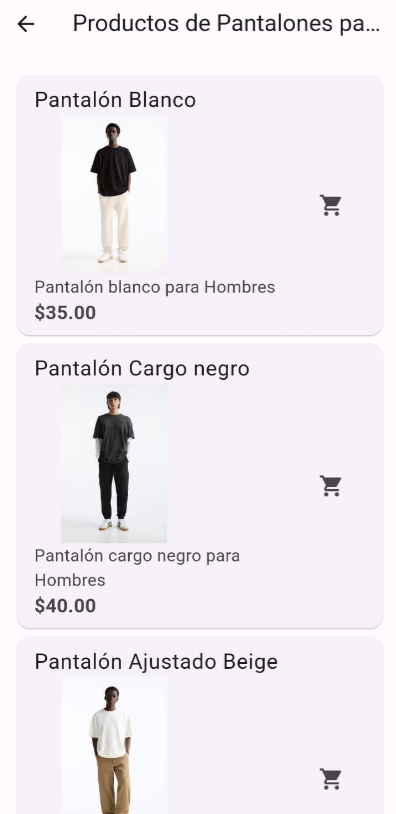 Productos de Pantalones pa...
Pantalón Blanco
Pantalón blanco para Hombres
$35.00
Pantalón Cargo negro
Pantalón cargo negro para
Hombres
$40.00
Pantalón Ajustado Beige